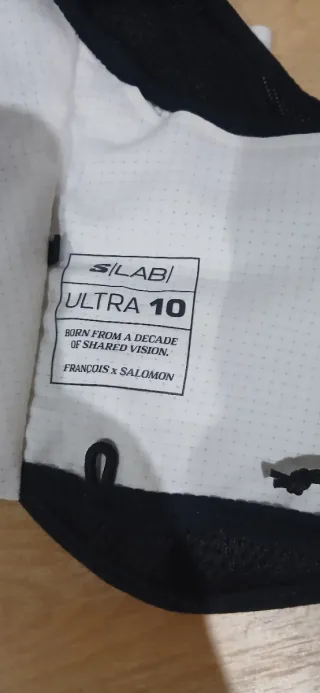 S/LAB/
ULTRA 10
BORN FROM A DECADE
OF SHARED VISION.
FRANÇOIS x SALOMON